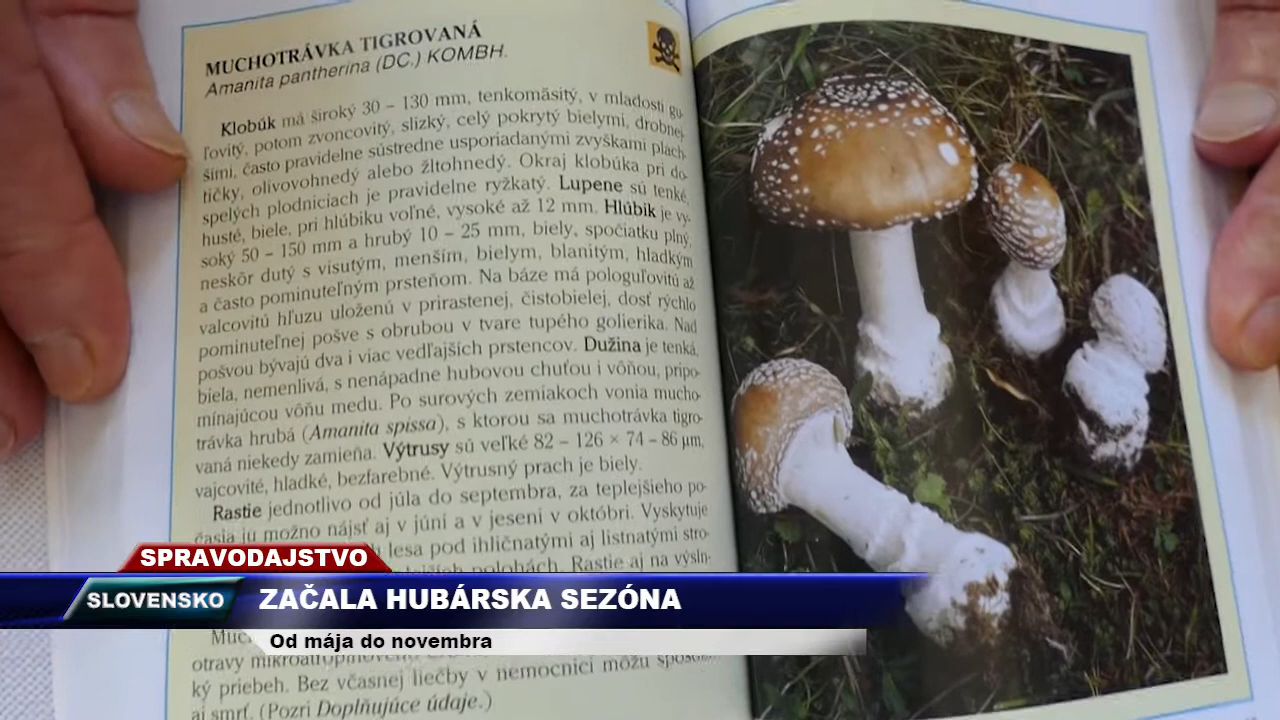 MUCHOTRÁVKA TIGROVANÁ
Amanita pantherina (DC.) KOMBH.
Klobúk má široký 30 – 130 mm, tenkomäsitý, v mladosti gu-
ľovitý, potom zvoncovitý, slizký, celý pokrytý bielymi, drobnej-
šími, často pravidelne sústredne usporiadanými zvyškami plach-
tičky, olivovohnedý alebo žltohnedý. Okraj klobúka pri do-
spelých plodniciach je pravidelne ryžkatý. Lupene sú tenké,
husté, biele, pri hlúbiku voľné, vysoké až 12 mm. Hlúbik je vy-
soký 50 – 150 mm a hrubý 10 – 25 mm, biely, spočiatku plný,
neskôr dutý s visutým, menším, bielym, blanitým, hladkým
a často pominuteľným prsteňom. Na báze má pologuľovitú až
valcovitú hľuzu uloženú v prirastenej, čistobielej, dosť rýchlo
pominuteľnej pošve s obrubou v tvare tupého golierika. Nad
pošvou bývajú dva i viac vedľajších prstencov. Dužina je tenká,
biela, nemenlivá, s nenápadne hubovou chuťou i vôňou, pripo-
mínajúcou vôňu medu. Po surových zemiakoch vonia mucho-
trávka hrubá (Amanita spissa), s ktorou sa muchotrávka tigro-
vaná niekedy zamieňa. Výtrusy sú veľké 82 – 126 × 74 – 86 µm,
vajcovité, hladké, bezfarebné. Výtrusný prach je biely.
Rastie jednotlivo od júla do septembra, za teplejšieho po-
časia ju možno nájsť aj v júni a v jeseni v októbri. Vyskytuje
lesa pod ihličnatými aj listnatými stro-
polohách. Rastie aj na výsln-
SPRAVODAJSTVO
SLOVENSKO
ZAČALA HUBÁRSKA SEZÓNA
Od mája do novembra
otravy
ký priebeh. Bez včasnej liečby v nemocnici môžu spôsobiť
aj smrť. (Pozri Doplňujúce údaje.)